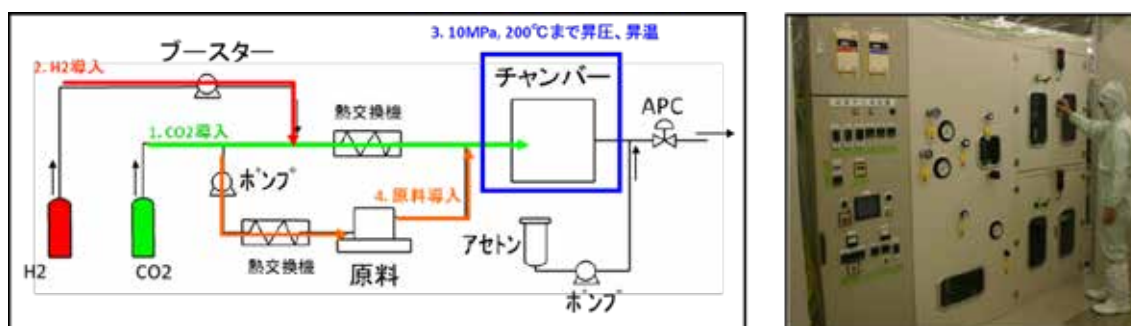 3. 10MPa, 200℃まで昇圧、昇温
ブースター
2. H2導入
チャンバー
熱交換機
APC
1.CO2導入
ポンプ
4. 原料導入
アセトン
熱交換機
原料
H2
CO2
ポンプ